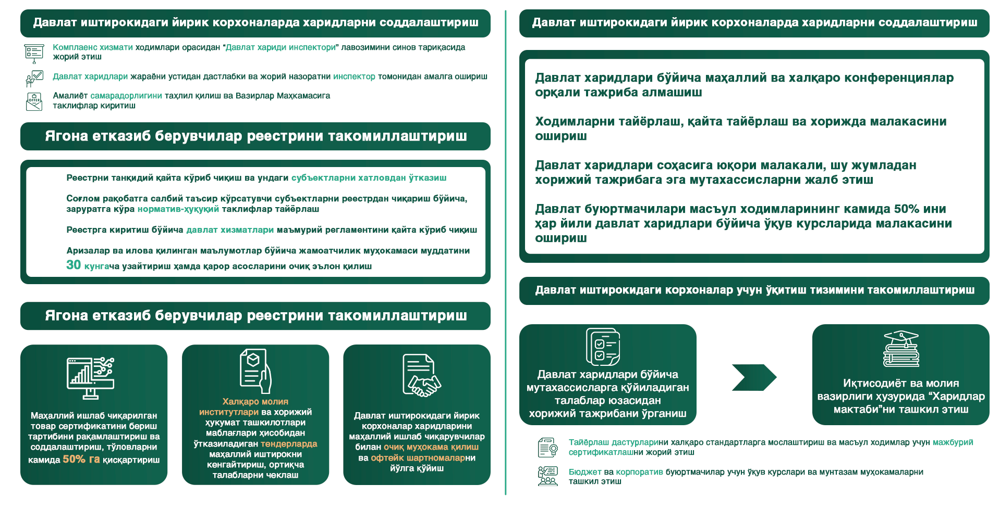 Давлат иштирокидаги йирик корхоналарда харидларни соддалаштириш
Комплаенс хизмати ходимлари орасидан “Давлат хариди инспектори” лавозимини синов тариқасида
жорий этиш
Давлат харидлари жараёни устидан дастлабки ва жорий назоратни инспектор томонидан амалга ошириш
OFFER
Амалиёт самарадорлигини таҳлил қилиш ва Вазирлар Маҳкамасига
таклифлар киритиш
Ягона етказиб берувчилар реестрини такомиллаштириш
Реестрни танқидий қайта кўриб чиқиш ва ундаги субъектларни хатловдан ўтказиш
Соғлом рақобатга салбий таъсир кўрсатувчи субъектларни реестрдан чиқариш бўйича,
заруратга кўра норматив-ҳуқуқий таклифлар тайёрлаш
Реестрга киритиш бўйича давлат хизматлари маъмурий регламентини қайта кўриб чиқиш
Аризалар ва илова қилинган маълумотлар бўйича жамоатчилик муҳокамаси муддатини
30 кунгача узайтириш ҳамда қарор асосларини очиқ эълон қилиш
Ягона етказиб берувчилар реестрини такомиллаштириш
Маҳаллий ишлаб чиқарилган
товар сертификатини бериш
тартибини рақамлаштириш ва
соддалаштириш, тўловларни
камида 50% га қисқартириш
Халқаро молия
институтлари ва хорижий
ҳукумат ташкилотлари
маблағлари ҳисобидан
ўтказиладиган тендерларда
маҳаллий иштирокни
кенгайтириш, ортиқча
талабларни чеклаш
Давлат иштирокидаги йирик
корхоналар харидларини
маҳаллий ишлаб чиқарувчилар
билан очиқ муҳокама қилиш
ва офтейк шартномаларни
йўлга қўйиш
Давлат иштирокидаги йирик корхоналарда харидларни соддалаштириш
Давлат харидлари бўйича маҳаллий ва халқаро конференциялар
орқали тажриба алмашиш
Ходимларни тайёрлаш, қайта тайёрлаш ва хорижда малакасини
ошириш
Давлат харидлари соҳасига юқори малакали, шу жумладан
хорижий тажрибага эга мутахассисларни жалб этиш
Давлат буюртмачилари масъул ходимларининг камида 50% ини
ҳар йили давлат харидлари бўйича ўқув курсларида малакасини
ошириш
Давлат иштирокидаги корхоналар учун ўқитиш тизимини такомиллаштириш
Давлат харидлари бўйича
мутахассисларга қўйиладиган
талаблар юзасидан
хорижий тажрибани ўрганиш
Иқтисодиёт ва молия
вазирлиги ҳузурида “Харидлар
мактаби”ни ташкил этиш
Тайёрлаш дастурларини халқаро стандартларга мослаштириш ва масъул ходимлар учун мажбурий
сертификатлашни жорий этиш
Бюджет ва корпоратив буюртмачилар учун ўқув курслари ва мунтазам муҳокамаларни
ташкил этиш